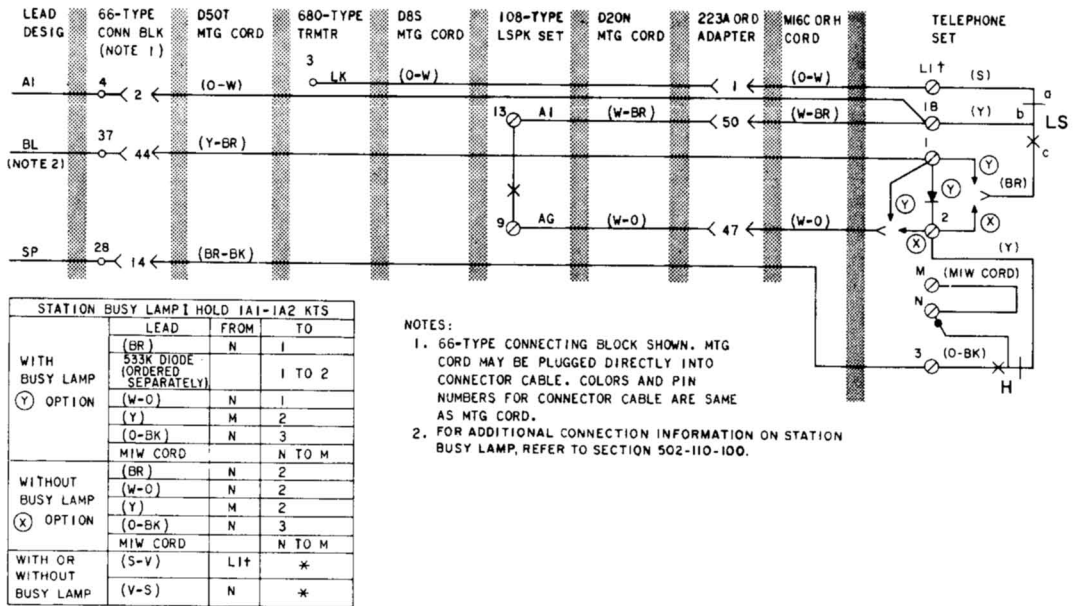 LEAD DESIG
66-TYPE CONN BLK (NOTE 1)
D50T MTG CORD
680-TYPE TRMTR
D8S MTG CORD
108-TYPE LSPK SET
D20N MTG CORD
223A OR D ADAPTER
M16C OR H CORD
TELEPHONE SET
3 LK (O-W) 1 (O-W) L1† (S)
A1 4 2 (O-W) 18 (Y)
a
b LS
c
13 A1 (W-BR) 50 (W-BR)
BL 37 44 (Y-BR) 1
(NOTE 2)
Y
Y (BR)
Y
X
9 AG (W-O) 47 (W-O) X 2
(Y)
SP 28 14 (BR-BK)
M (MIW CORD)
N
3 (O-BK)
H
STATION BUSY LAMP I HOLD 1A1-1A2 KTS
LEAD FROM TO
WITH BUSY LAMP Y OPTION
(BR) N 1
533K DIODE (ORDERED SEPARATELY) 1 TO 2
(W-O) N 1
(Y) M 2
(O-BK) N 3
MIW CORD N TO M
WITHOUT BUSY LAMP X OPTION
(BR) N 2
(W-O) N 2
(Y) M 2
(O-BK) N 3
MIW CORD N TO M
WITH OR WITHOUT BUSY LAMP
(S-V) L1† *
(V-S) N *
NOTES:
1. 66-TYPE CONNECTING BLOCK SHOWN. MTG
CORD MAY BE PLUGGED DIRECTLY INTO
CONNECTOR CABLE. COLORS AND PIN
NUMBERS FOR CONNECTOR CABLE ARE SAME
AS MTG CORD.
2. FOR ADDITIONAL CONNECTION INFORMATION ON STATION
BUSY LAMP, REFER TO SECTION 502-110-100.